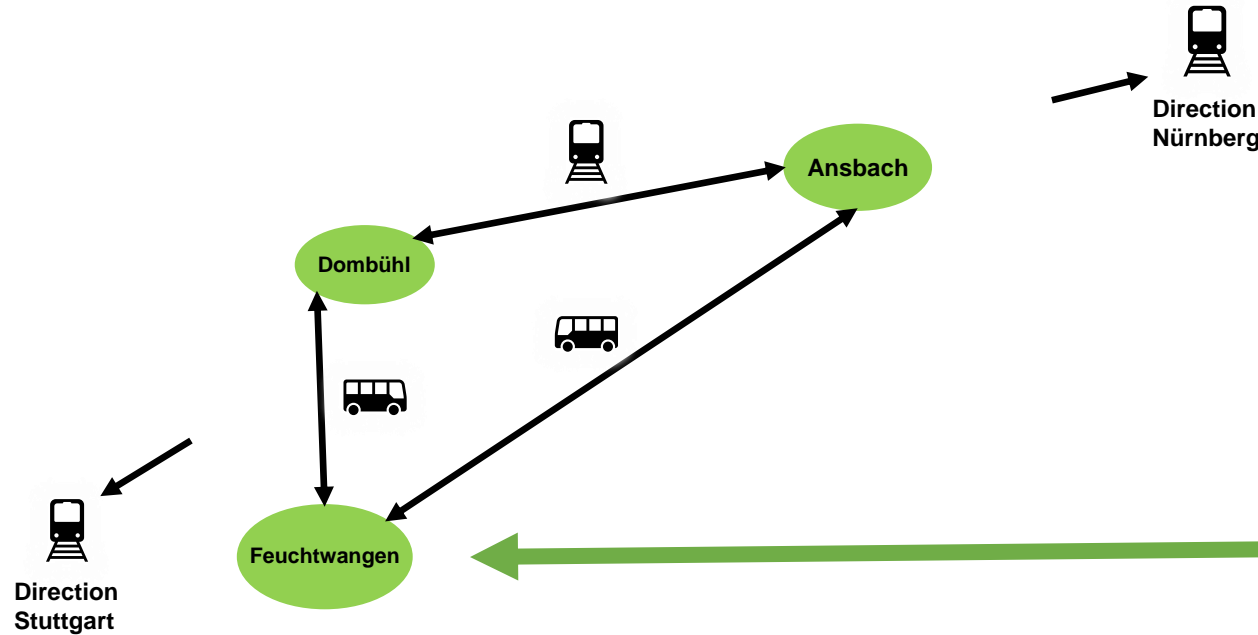 Direction
Nürnberg
Ansbach
Dombühl
Feuchtwangen
Direction
Stuttgart